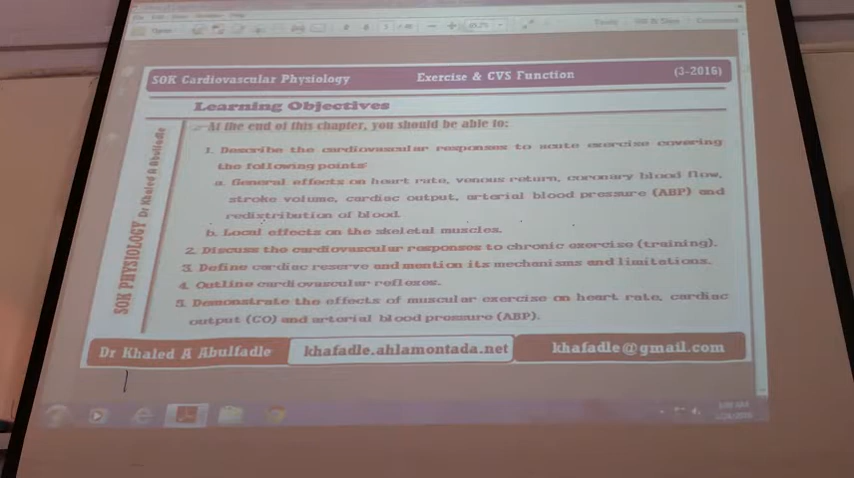 SOK Cardiovascular Physiology Exercise & CVS Function (3-2016)
Learning Objectives
At the end of this chapter, you should be able to:
1. Describe the cardiovascular responses to acute exercise covering
the following points:
a. General effects on heart rate, venous return, coronary blood flow,
stroke volume, cardiac output, arterial blood pressure (ABP) and
redistribution of blood.
b. Local effects on the skeletal muscles.
2. Discuss the cardiovascular responses to chronic exercise (training).
3. Define cardiac reserve and mention its mechanisms and limitations.
4. Outline cardiovascular reflexes.
5. Demonstrate the effects of muscular exercise on heart rate, cardiac
output (CO) and arterial blood pressure (ABP).
SOK PHYSIOLOGY Dr Khaled A Abulfadle
Dr Khaled A Abulfadle khafadle.ahlamontada.net khafadle@gmail.com